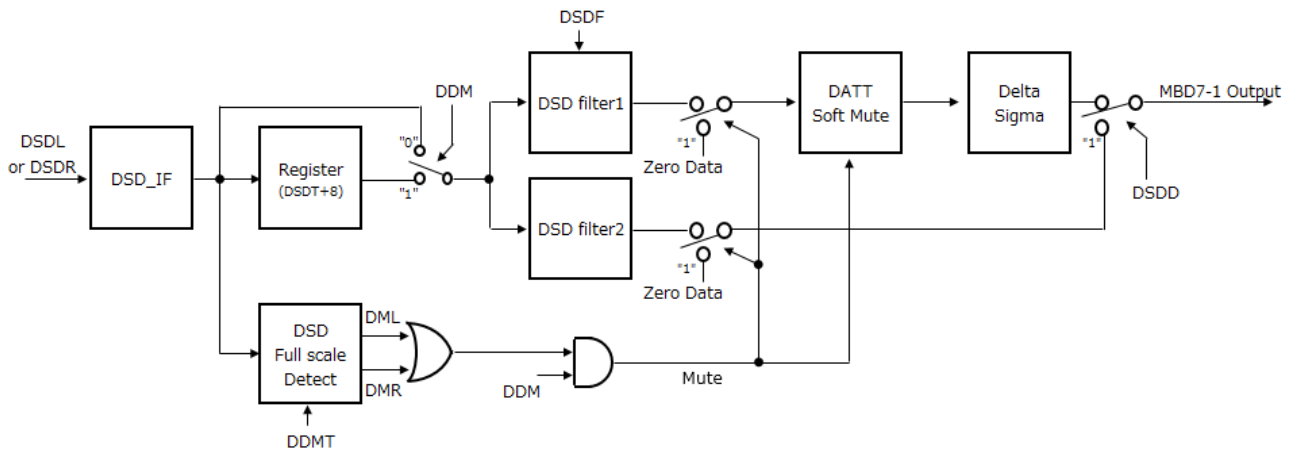 DSDF
DDM
DSD filter1
DATT
Soft Mute
Delta
Sigma
MBD7-1 Output
DSDL
or DSDR
DSD_IF
"0"
Register
(DSDT+8)
"1"
"1"
Zero Data
"1"
DSDD
DSD filter2
"1"
Zero Data
DSD
Full scale
Detect
DML
DMR
DDM
Mute
DDMT